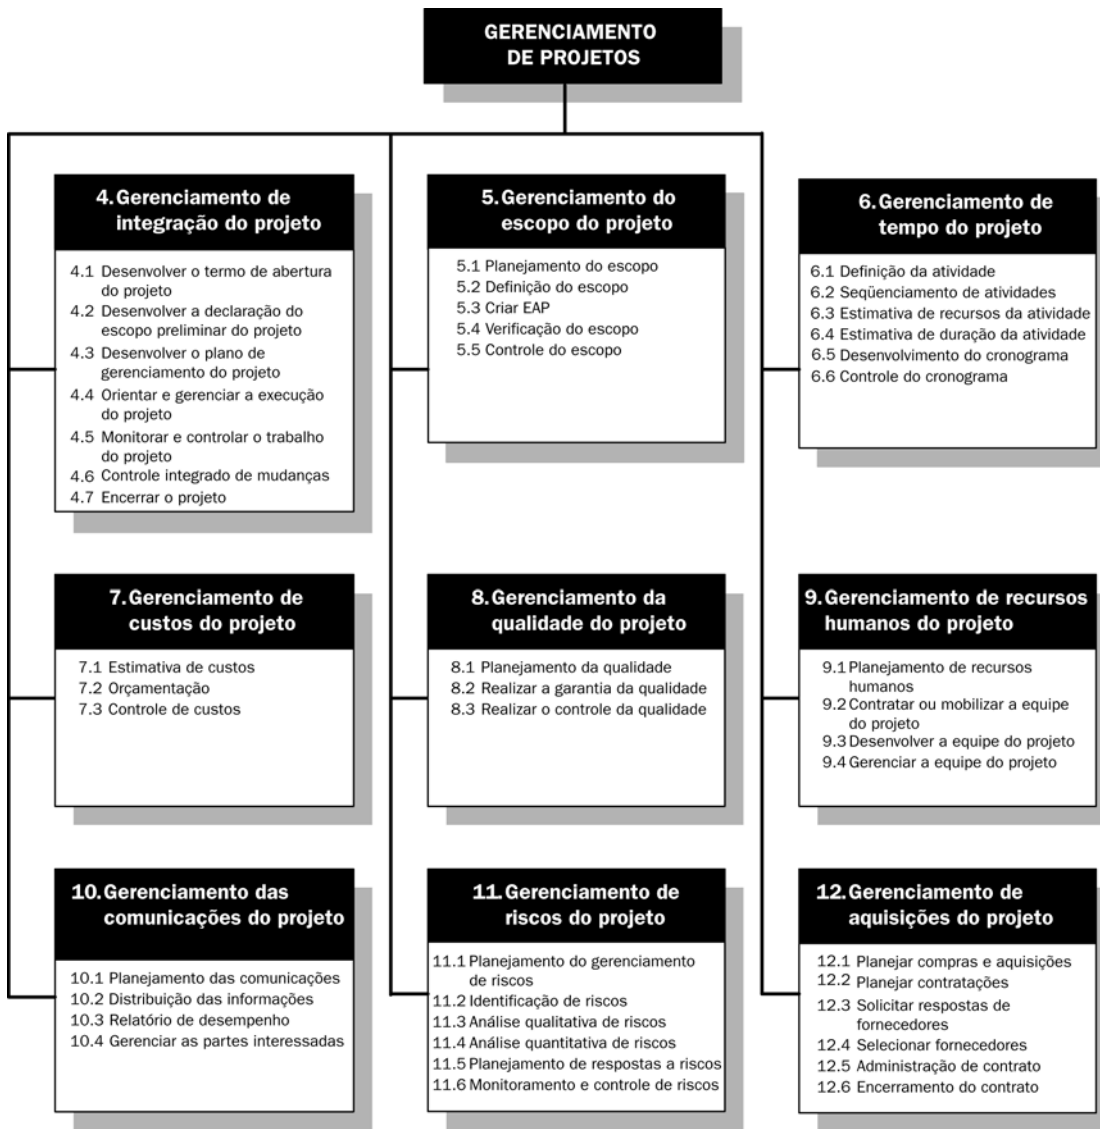 GERENCIAMENTO
DE PROJETOS
4. Gerenciamento de
integração do projeto
4.1 Desenvolver o termo de abertura
do projeto
4.2 Desenvolver a declaração do
escopo preliminar do projeto
4.3 Desenvolver o plano de
gerenciamento do projeto
4.4 Orientar e gerenciar a execução
do projeto
4.5 Monitorar e controlar o trabalho
do projeto
4.6 Controle integrado de mudanças
4.7 Encerrar o projeto
5. Gerenciamento do
escopo do projeto
5.1 Planejamento do escopo
5.2 Definição do escopo
5.3 Criar EAP
5.4 Verificação do escopo
5.5 Controle do escopo
6. Gerenciamento de
tempo do projeto
6.1 Definição da atividade
6.2 Seqüenciamento de atividades
6.3 Estimativa de recursos da atividade
6.4 Estimativa de duração da atividade
6.5 Desenvolvimento do cronograma
6.6 Controle do cronograma
7. Gerenciamento de
custos do projeto
7.1 Estimativa de custos
7.2 Orçamentação
7.3 Controle de custos
8. Gerenciamento da
qualidade do projeto
8.1 Planejamento da qualidade
8.2 Realizar a garantia da qualidade
8.3 Realizar o controle da qualidade
9. Gerenciamento de recursos
humanos do projeto
9.1 Planejamento de recursos
humanos
9.2 Contratar ou mobilizar a equipe
do projeto
9.3 Desenvolver a equipe do projeto
9.4 Gerenciar a equipe do projeto
10. Gerenciamento das
comunicações do projeto
10.1 Planejamento das comunicações
10.2 Distribuição das informações
10.3 Relatório de desempenho
10.4 Gerenciar as partes interessadas
11. Gerenciamento de
riscos do projeto
11.1 Planejamento do gerenciamento
de riscos
11.2 Identificação de riscos
11.3 Análise qualitativa de riscos
11.4 Análise quantitativa de riscos
11.5 Planejamento de respostas a riscos
11.6 Monitoramento e controle de riscos
12. Gerenciamento de
aquisições do projeto
12.1 Planejar compras e aquisições
12.2 Planejar contratações
12.3 Solicitar respostas de
fornecedores
12.4 Selecionar fornecedores
12.5 Administração de contrato
12.6 Encerramento do contrato